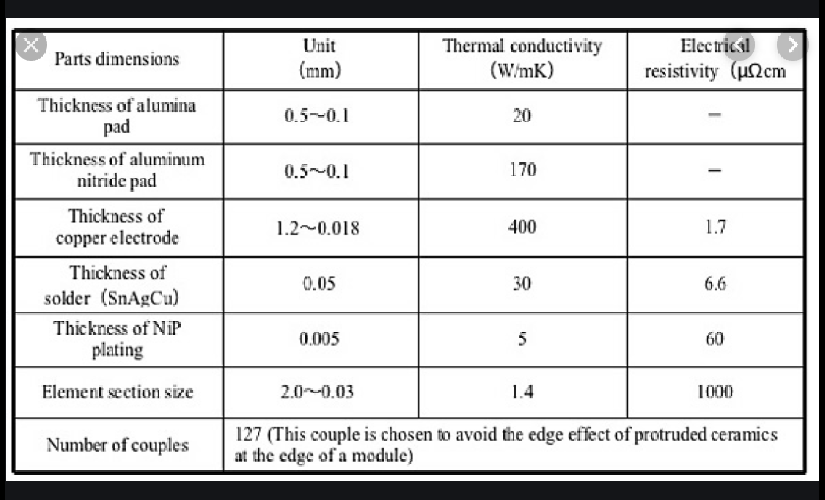 Parts dimensions
Unit
(mm)
Thermal conductivity
(W/mK)
Electrical
resistivity (μΩcm
Thickness of alumina
pad
0.5~0.1
20
–
Thickness of aluminum
nitride pad
0.5~0.1
170
–
Thickness of
copper electrode
1.2~0.018
400
1.7
Thickness of
solder (SnAgCu)
0.05
30
6.6
Thickness of NiP
plating
0.005
5
60
Element section size
2.0~0.03
1.4
1000
Number of couples
127 (This couple is chosen to avoid the edge effect of protruded ceramics
at the edge of a module)